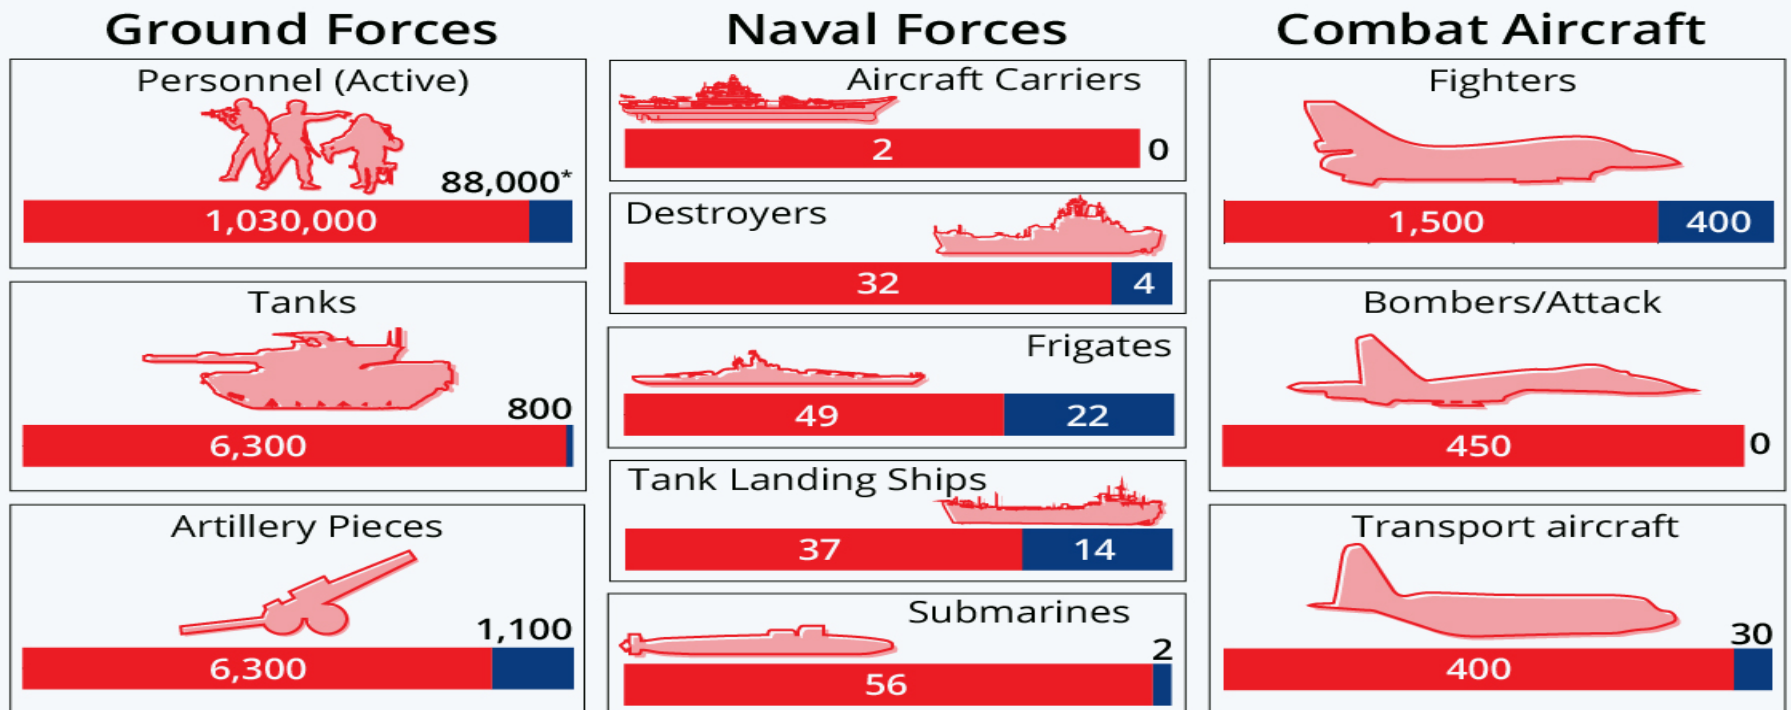 Ground Forces
Personnel (Active)
88,000*
1,030,000
Tanks
800
6,300
Artillery Pieces
1,100
6,300
Naval Forces
Aircraft Carriers
2
0
Destroyers
32
4
Frigates
49
22
Tank Landing Ships
37
14
Submarines
2
56
Combat Aircraft
Fighters
1,500
400
Bombers/Attack
450
0
Transport aircraft
30
400